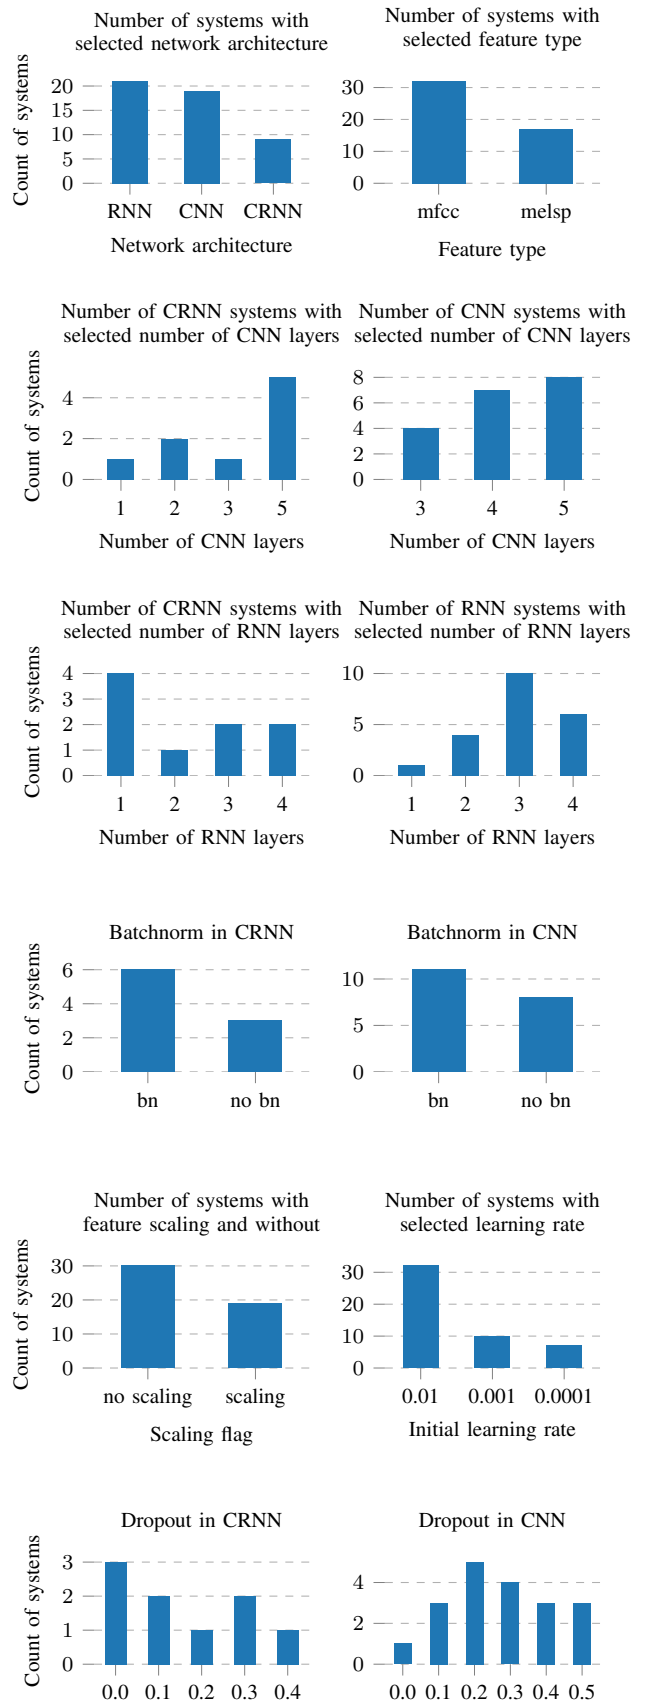 Number of systems with
selected network architecture
Count of systems
20
15
10
5
0
RNN CNN CRNN
Network architecture
Number of systems with
selected feature type
30
20
10
0
mfcc melsp
Feature type
Number of CRNN systems with
selected number of CNN layers
Count of systems
4
2
0
1 2 3 5
Number of CNN layers
Number of CNN systems with
selected number of CNN layers
8
6
4
2
0
3 4 5
Number of CNN layers
Number of CRNN systems with
selected number of RNN layers
Count of systems
4
3
2
1
0
1 2 3 4
Number of RNN layers
Number of RNN systems with
selected number of RNN layers
10
5
0
1 2 3 4
Number of RNN layers
Batchnorm in CRNN
Count of systems
6
4
2
0
bn no bn
Batchnorm in CNN
10
5
0
bn no bn
Number of systems with
feature scaling and without
Count of systems
30
20
10
0
no scaling scaling
Scaling flag
Number of systems with
selected learning rate
30
20
10
0
0.01 0.001 0.0001
Initial learning rate
Dropout in CRNN
Count of systems
3
2
1
0
0.0 0.1 0.2 0.3 0.4
Dropout in CNN
4
2
0
0.0 0.1 0.2 0.3 0.4 0.5